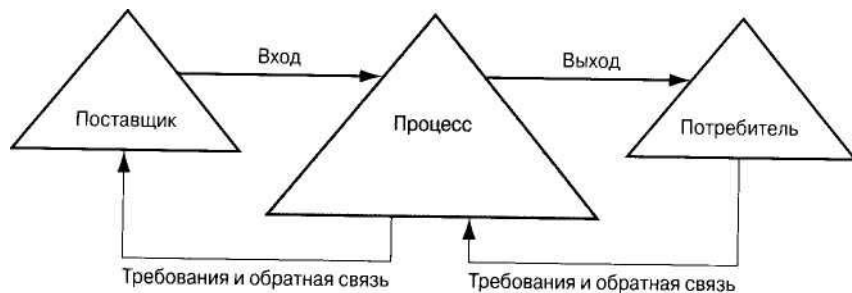 Вход
Выход
Поставщик
Процесс
Потребитель
Требования и обратная связь
Требования и обратная связь